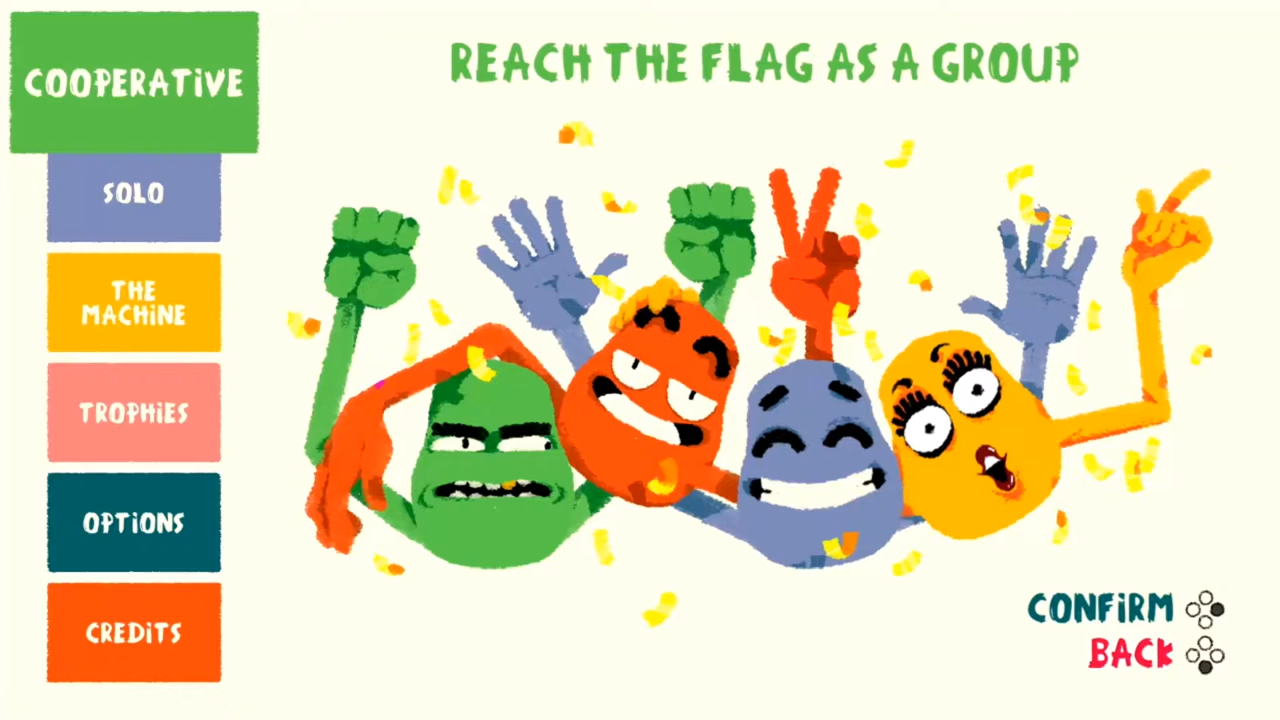 COOPERATiVE
REACH THE FLAG AS A GROUP
SOLO
THE
MACHiNE
TROPHiES
OPTiONS
CREDiTS
CONFiRM
BACK